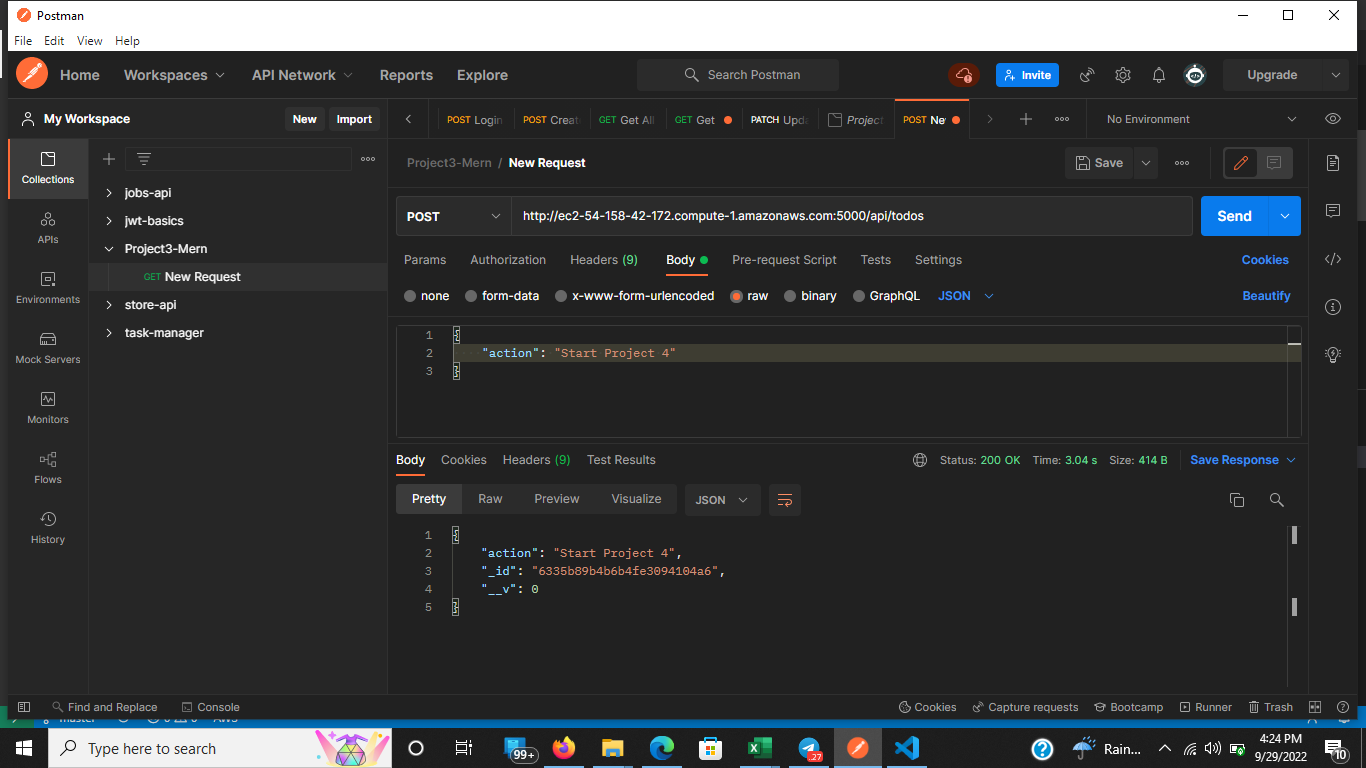 Postman
File Edit View Help
Home Workspaces API Network Reports Explore Search Postman Invite Upgrade
My Workspace New Import
POST Login POST Creat GET Get All GET Get PATCH Upda Project POST Ne No Environment
Collections
APIs
Environments
Mock Servers
Monitors
Flows
History
jobs-api
jwt-basics
Project3-Mern
GET New Request
store-api
task-manager
Project3-Mern / New Request Save
POST http://ec2-54-158-42-172.compute-1.amazonaws.com:5000/api/todos Send
Params Authorization Headers (9) Body Pre-request Script Tests Settings Cookies
none form-data x-www-form-urlencoded raw binary GraphQL JSON Beautify
1 {
2 "action": "Start Project 4"
3 }
Body Cookies Headers (9) Test Results Status: 200 OK Time: 3.04 s Size: 414 B Save Response
Pretty Raw Preview Visualize JSON
1 {
2 "action": "Start Project 4",
3 "_id": "6335b89b4b6b4fe3094104a6",
4 "__v": 0
5 }
Find and Replace Console Cookies Capture requests Bootcamp Runner Trash
Type here to search 99+ 27 Rain... 4:24 PM
9/29/2022 10